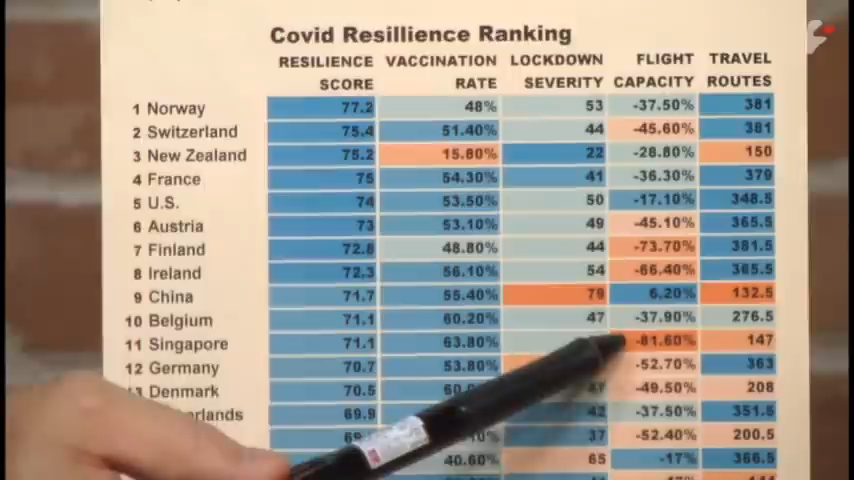 Covid Resillience Ranking
RESILIENCE VACCINATION LOCKDOWN FLIGHT TRAVEL
SCORE RATE SEVERITY CAPACITY ROUTES
1 Norway 77.2 48% 53 -37.50% 381
2 Switzerland 75.4 51.40% 44 -45.60% 381
3 New Zealand 75.2 15.80% 22 -28.80% 150
4 France 75 54.30% 41 -36.30% 379
5 U.S. 74 53.50% 50 -17.10% 348.5
6 Austria 73 53.10% 49 -45.10% 365.5
7 Finland 72.8 48.80% 44 -73.70% 381.5
8 Ireland 72.3 56.10% 54 -66.40% 365.5
9 China 71.7 55.40% 79 6.20% 132.5
10 Belgium 71.1 60.20% 47 -37.90% 276.5
11 Singapore 71.1 63.80% -81.60% 147
12 Germany 70.7 53.80% -52.70% 363
Denmark 70.5 47 -49.50% 208
69.9 42 -37.50% 351.5
37 -52.40% 200.5
40.60% 65 -17% 366.5